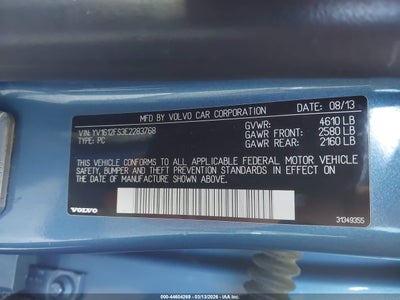 MFD. BY VOLVO CAR CORPORATION DATE: 08/13
VIN: YV1612FS3E2283768 GVWR: 4610 LB
TYPE: PC GAWR FRONT: 2580 LB
GAWR REAR: 2160 LB
THIS VEHICLE CONFORMS TO ALL APPLICABLE FEDERAL MOTOR VEHICLE
SAFETY, BUMPER AND THEFT PREVENTION STANDARDS IN EFFECT ON
THE DATE OF MANUFACTURE SHOWN ABOVE.
VOLVO 31349355
000-44604269 - 03/13/2026 - IAA, Inc.